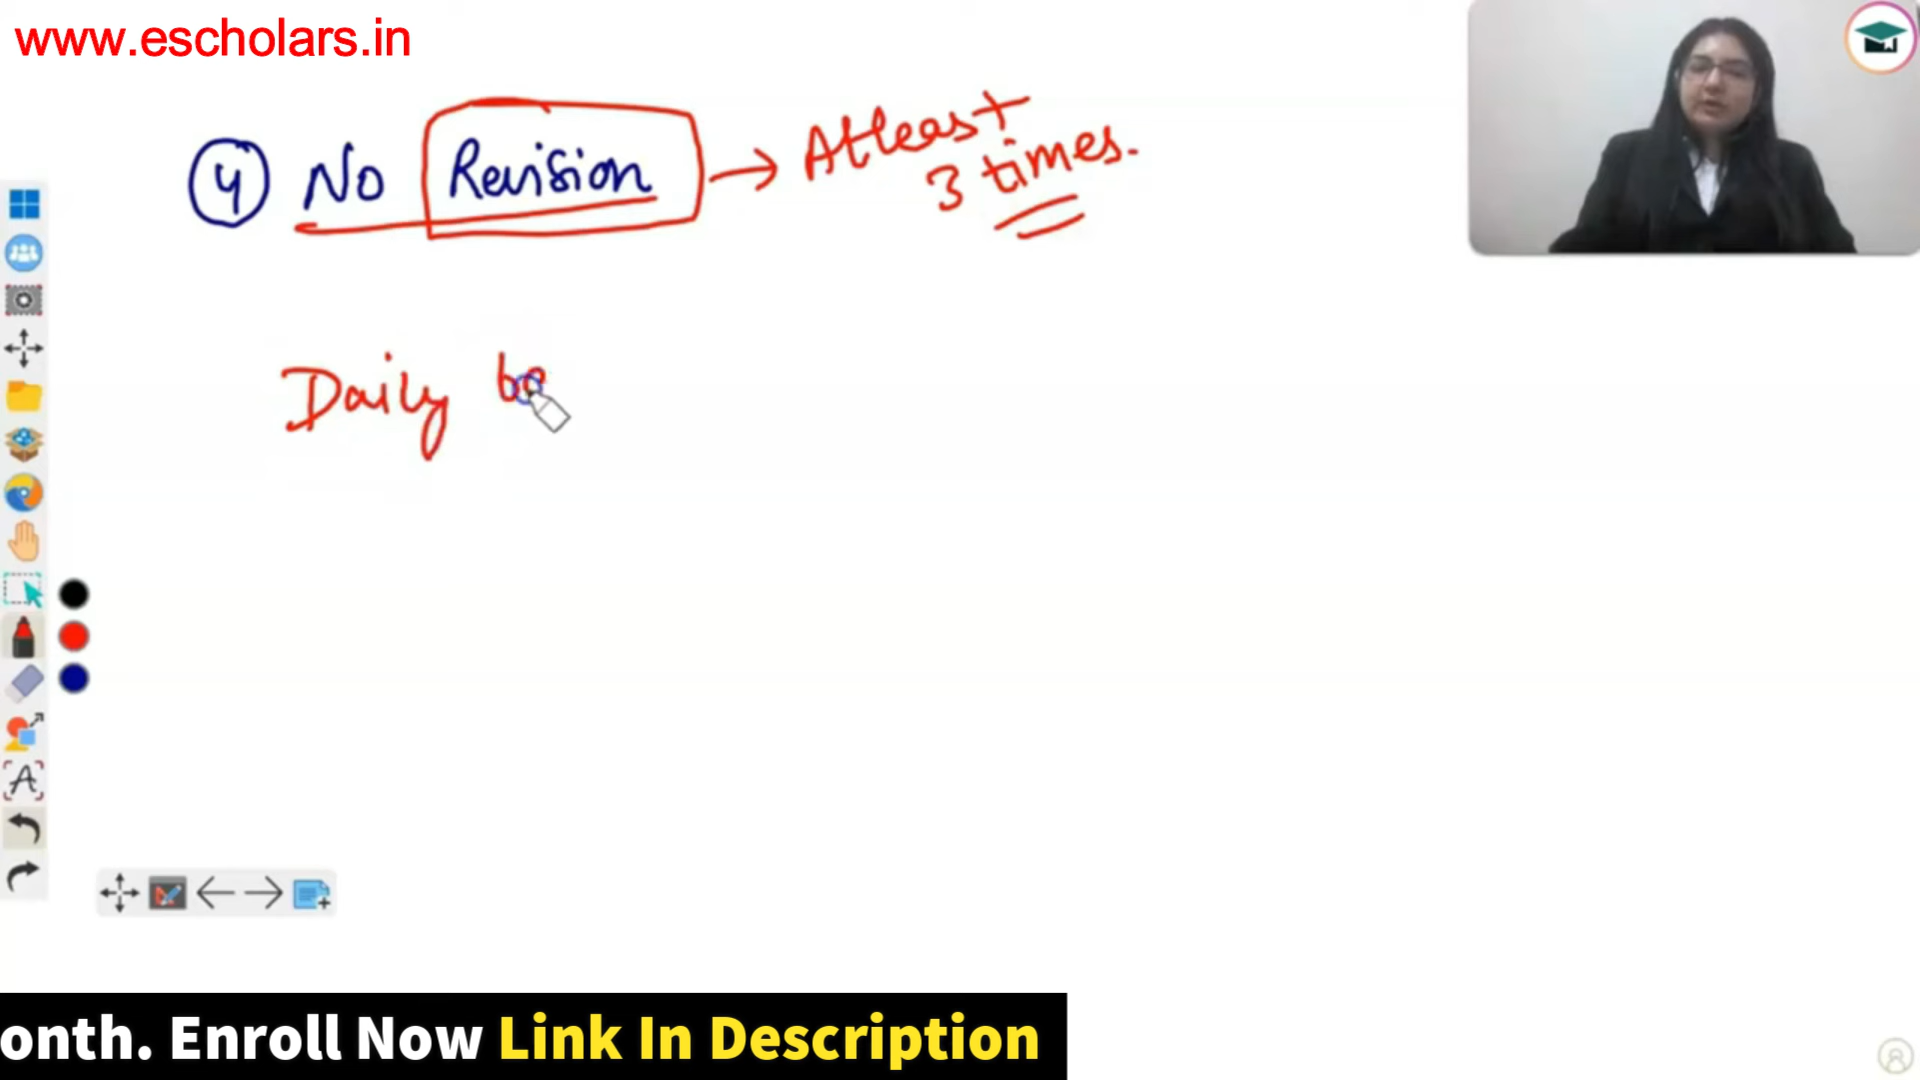 www.escholars.in
4 No Revision → Atleast
3 times.
Daily
onth. Enroll Now Link In Description